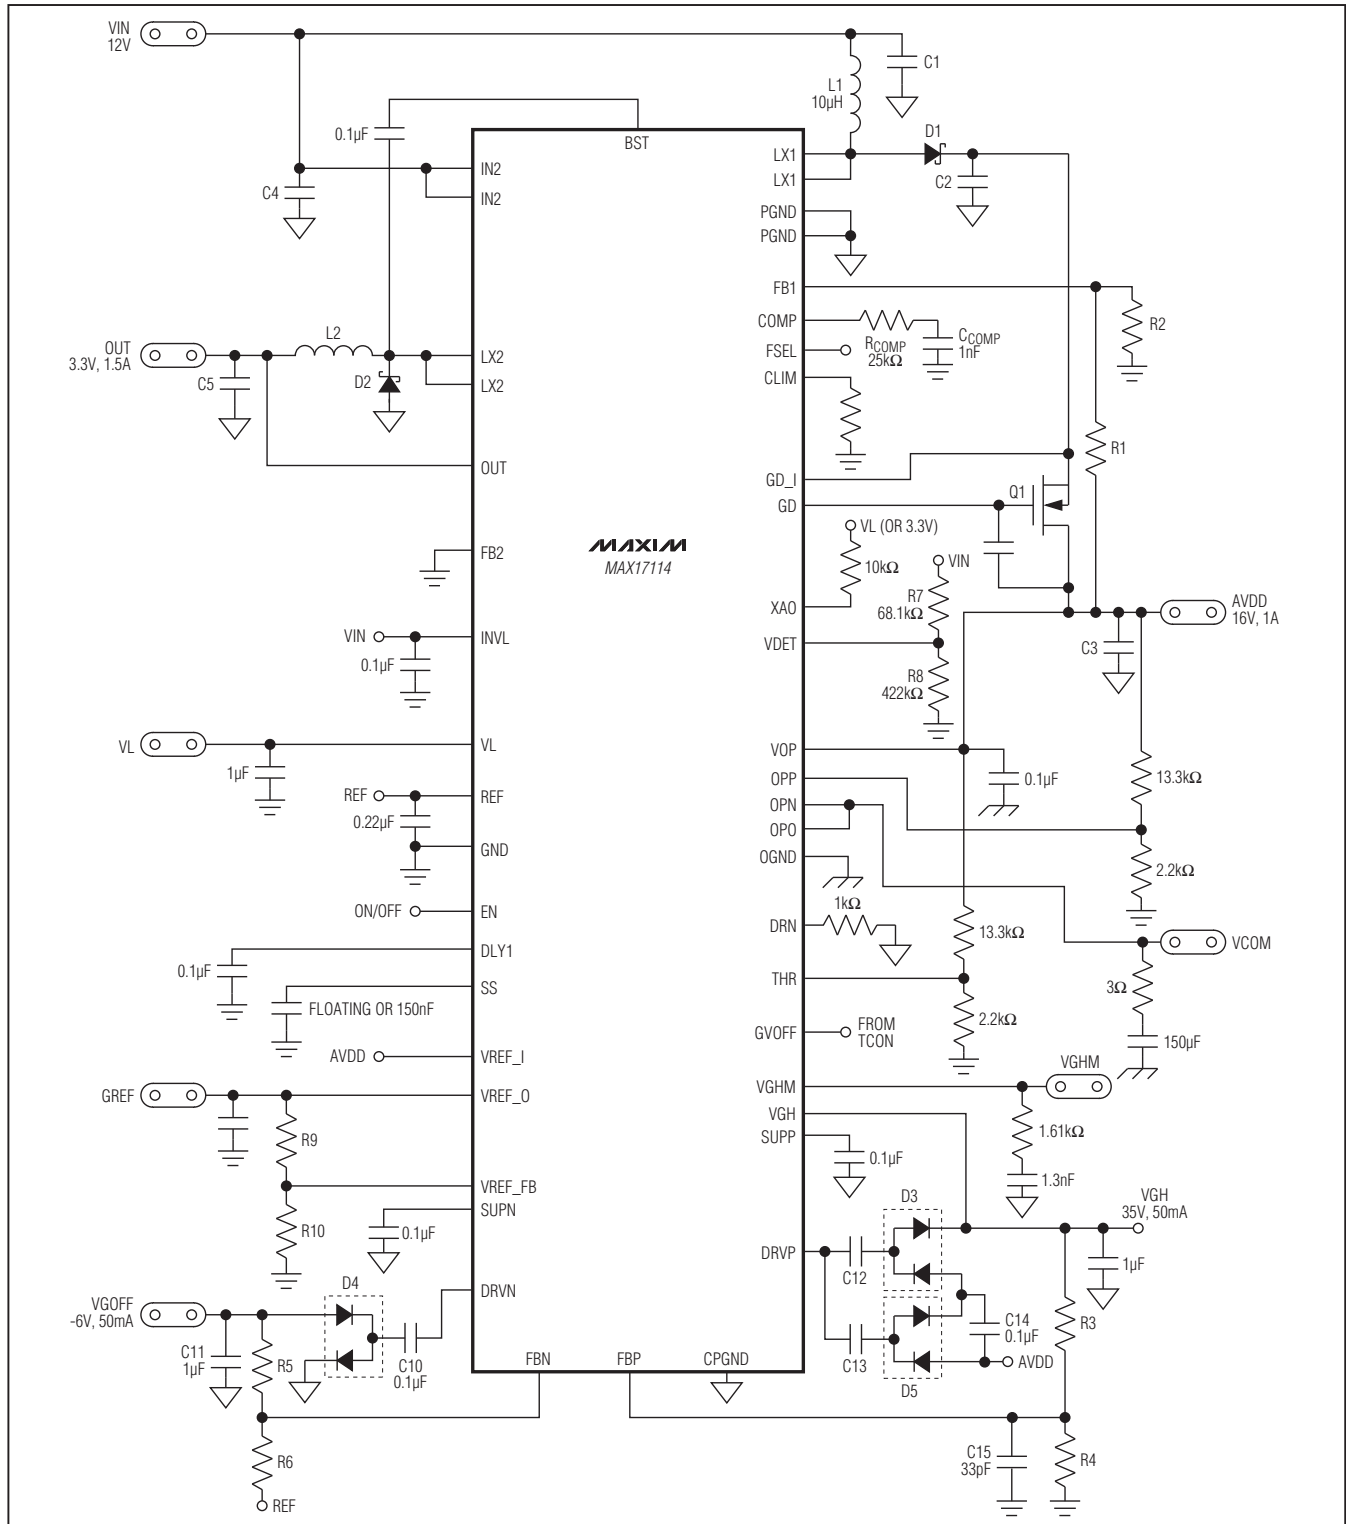 VIN
12V
C1
L1
10µH
0.1µF
BST
D1
LX1
LX1
C2
IN2
IN2
C4
PGND
PGND
FB1
R2
COMP
RCOMP
25kΩ
CCOMP
1nF
FSEL
CLIM
L2
OUT
3.3V, 1.5A
LX2
LX2
C5
D2
R1
OUT
GD_I
GD
Q1
VL (OR 3.3V)
10kΩ
MAXIM
MAX17114
FB2
VIN
R7
68.1kΩ
XAO
AVDD
16V, 1A
VIN
INVL
0.1µF
VDET
C3
R8
422kΩ
VL
VL
1µF
VOP
0.1µF
13.3kΩ
OPP
REF
REF
0.22µF
OPN
OPO
GND
OGND
2.2kΩ
1kΩ
ON/OFF
EN
DRN
13.3kΩ
VCOM
DLY1
0.1µF
THR
3Ω
SS
FLOATING OR 150nF
2.2kΩ
GVOFF
FROM
TCON
150µF
AVDD
VREF_I
VGHM
VGHM
GREF
VREF_O
VGH
SUPP
R9
1.61kΩ
0.1µF
1.3nF
VREF_FB
SUPN
D3
VGH
35V, 50mA
R10
0.1µF
DRVP
C12
1µF
D4
DRVN
VGOFF
-6V, 50mA
C14
0.1µF
R3
C11
1µF
R5
C10
0.1µF
C13
AVDD
D5
FBN
FBP
CPGND
R6
C15
33pF
R4
REF